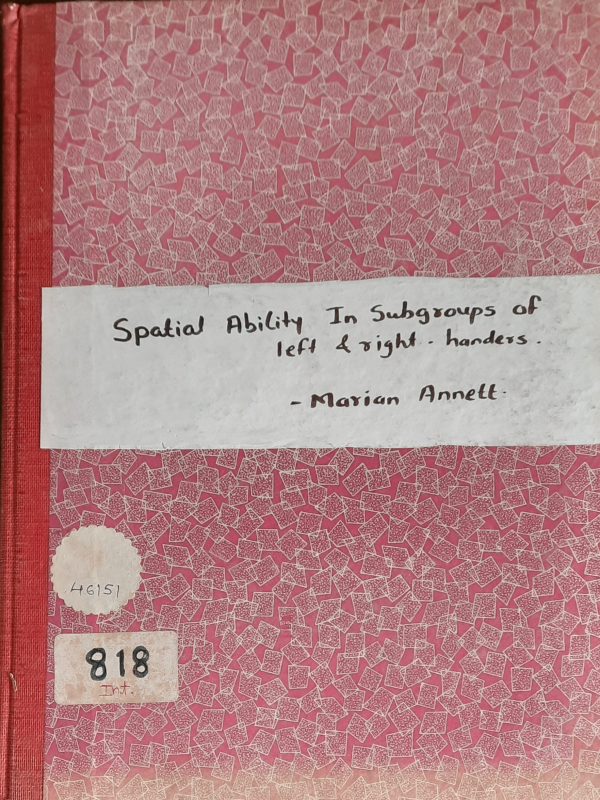 Spatial Ability In Subgroups of
left & right - handers.
- Marian Annett.
46151
818
Int.